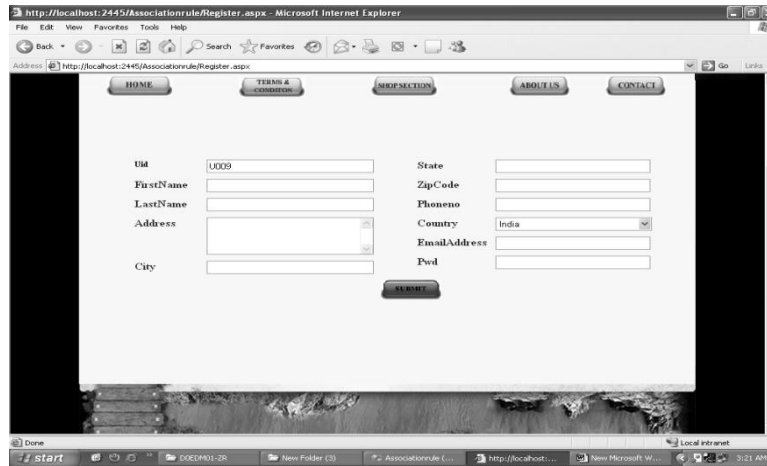 http://localhost:2445/Associationrule/Register.aspx - Microsoft Internet Explorer
File Edit View Favorites Tools Help
Back Search Favorites
Address http://localhost:2445/Associationrule/Register.aspx Go Links
HOME TERMS & CONDITON SHOP SECTION ABOUT US CONTACT
Uid U009 State
FirstName ZipCode
LastName Phoneno
Address Country India
EmailAddress
City Pwd
SUBMIT
Done Local intranet
start DOEDM01-ZR New Folder (3) Associationrule (... http://localhost:... New Microsoft W... 3:21 AM